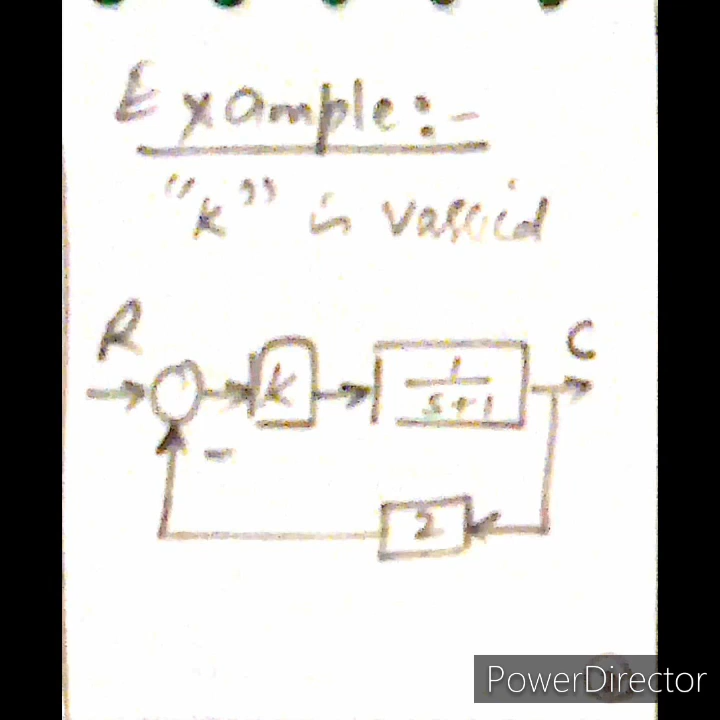 Example:-
"k" is varied
R
C
k
1
s+1
-
2
PowerDirector